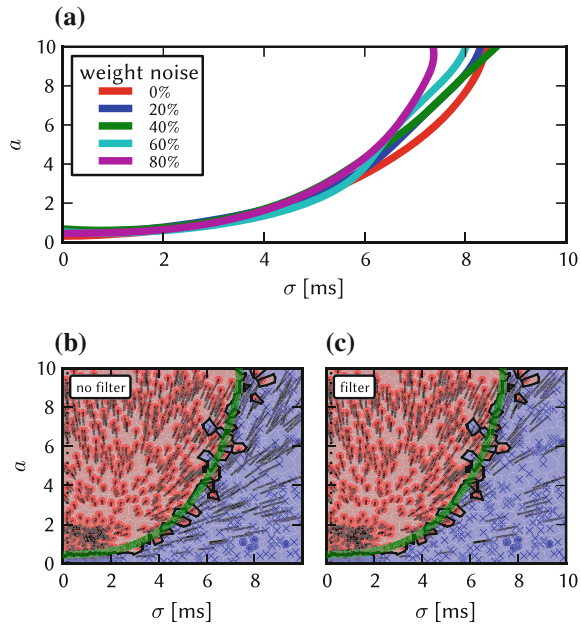 (a)
10
8
6
4
2
0
a
weight noise
0%
20%
40%
60%
80%
0 2 4 6 8 10
σ [ms]
(b) (c)
10
8
6
4
2
0
a
no filter
filter
0 2 4 6 8
0 2 4 6 8 10
σ [ms] σ [ms]